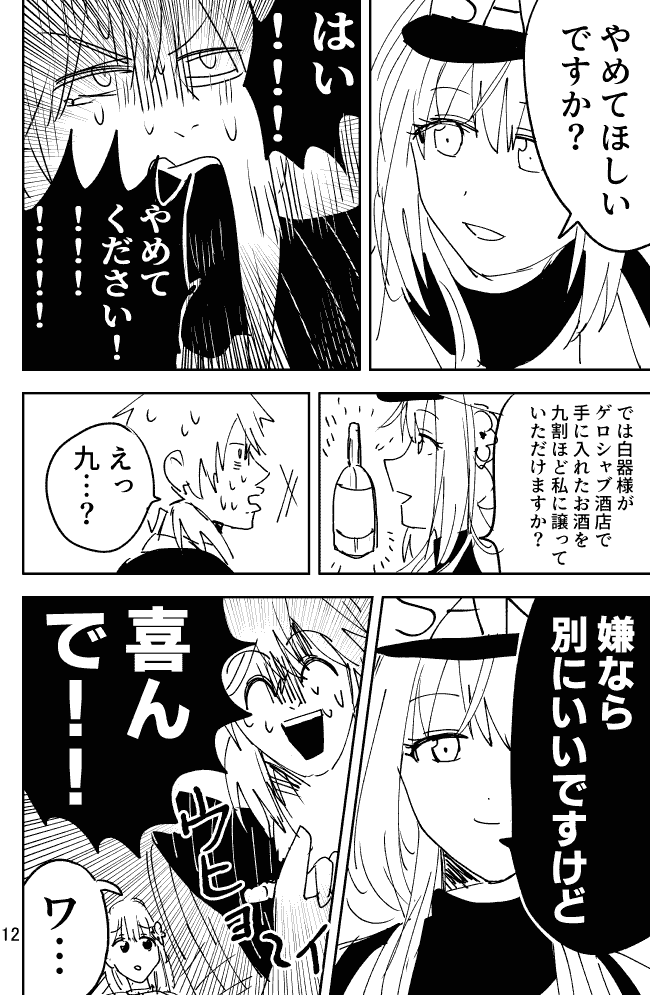 やめてほしい
ですか？
はい
！！！！
やめて
ください！
！！！
！！！！
では白器様が
ゲロシャブ酒店で
手に入れたお酒を
九割ほど私に譲って
いただけますか？
えっ
九…？
嫌なら
別にいいですけど
喜ん
で！！
ウヒョ〜イ
ワ…
12